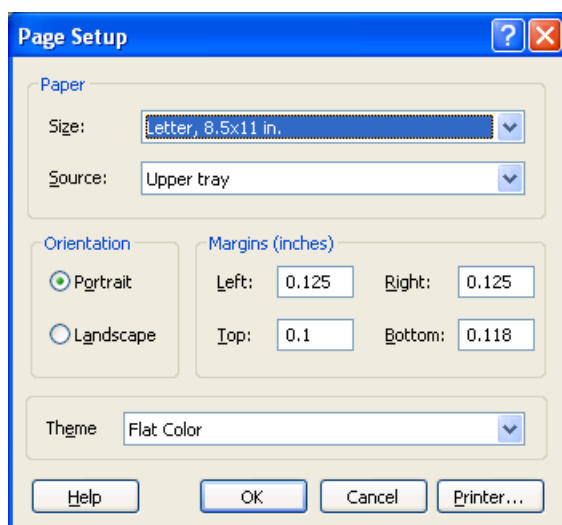 Page Setup
Paper
Size: Letter, 8.5x11 in.
Source: Upper tray
Orientation
Portrait
Landscape
Margins (inches)
Left: 0.125 Right: 0.125
Top: 0.1 Bottom: 0.118
Theme Flat Color
Help OK Cancel Printer...